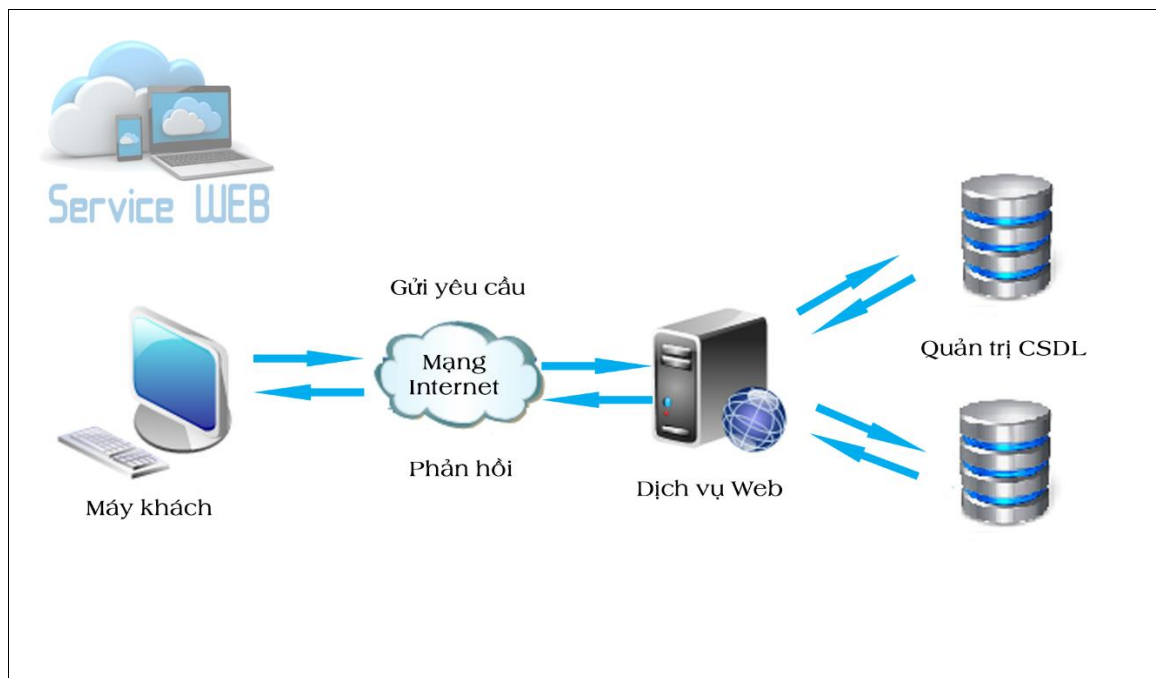 Service WEB
Gửi yêu cầu
Mạng
Internet
Quản trị CSDL
Phản hồi
Dịch vụ Web
Máy khách